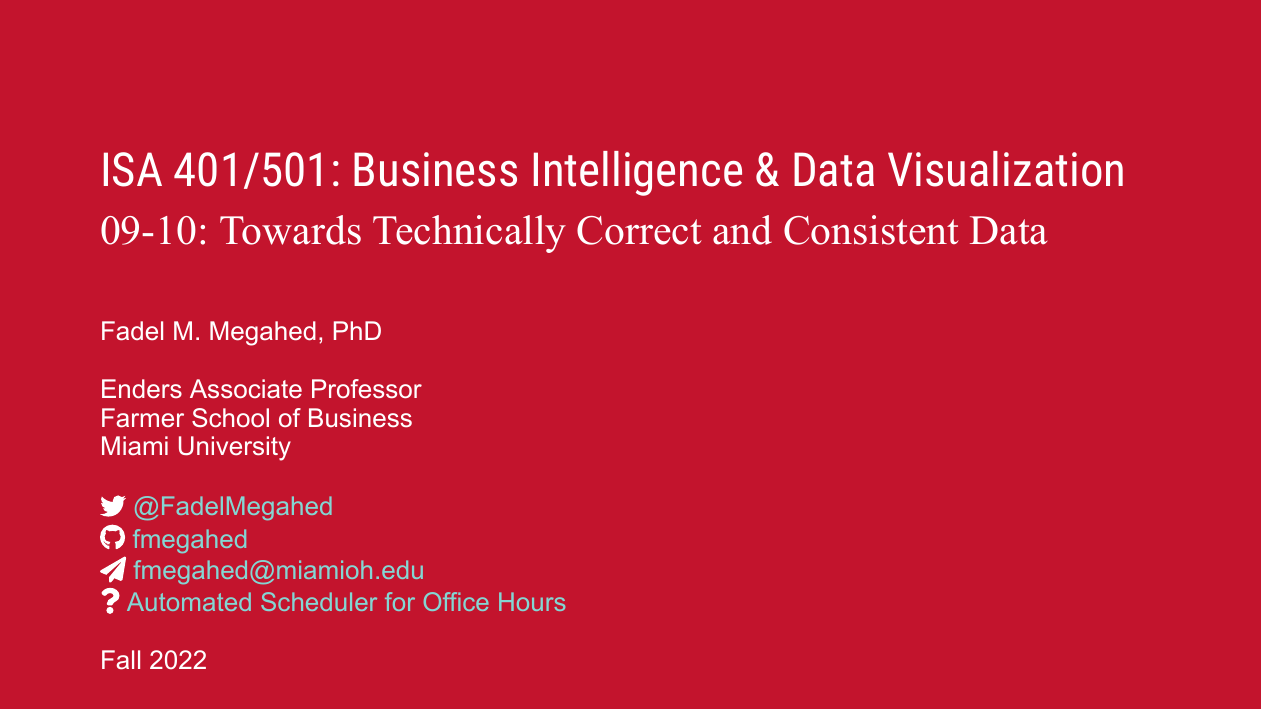 ISA 401/501: Business Intelligence & Data Visualization
09-10: Towards Technically Correct and Consistent Data
Fadel M. Megahed, PhD
Enders Associate Professor
Farmer School of Business
Miami University
@FadelMegahed
fmegahed
fmegahed@miamioh.edu
Automated Scheduler for Office Hours
Fall 2022